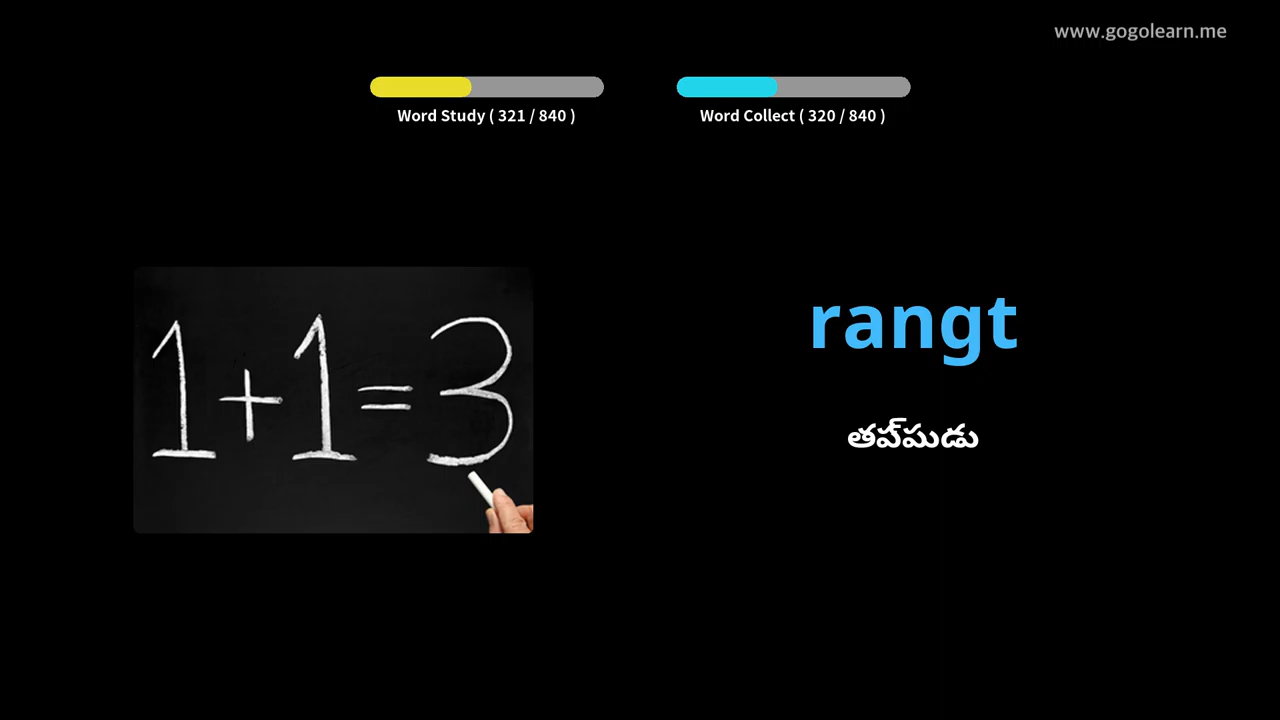 www.gogolearn.me
Word Study ( 321 / 840 )
Word Collect ( 320 / 840 )
1+1=3
rangt
తప్పుడు